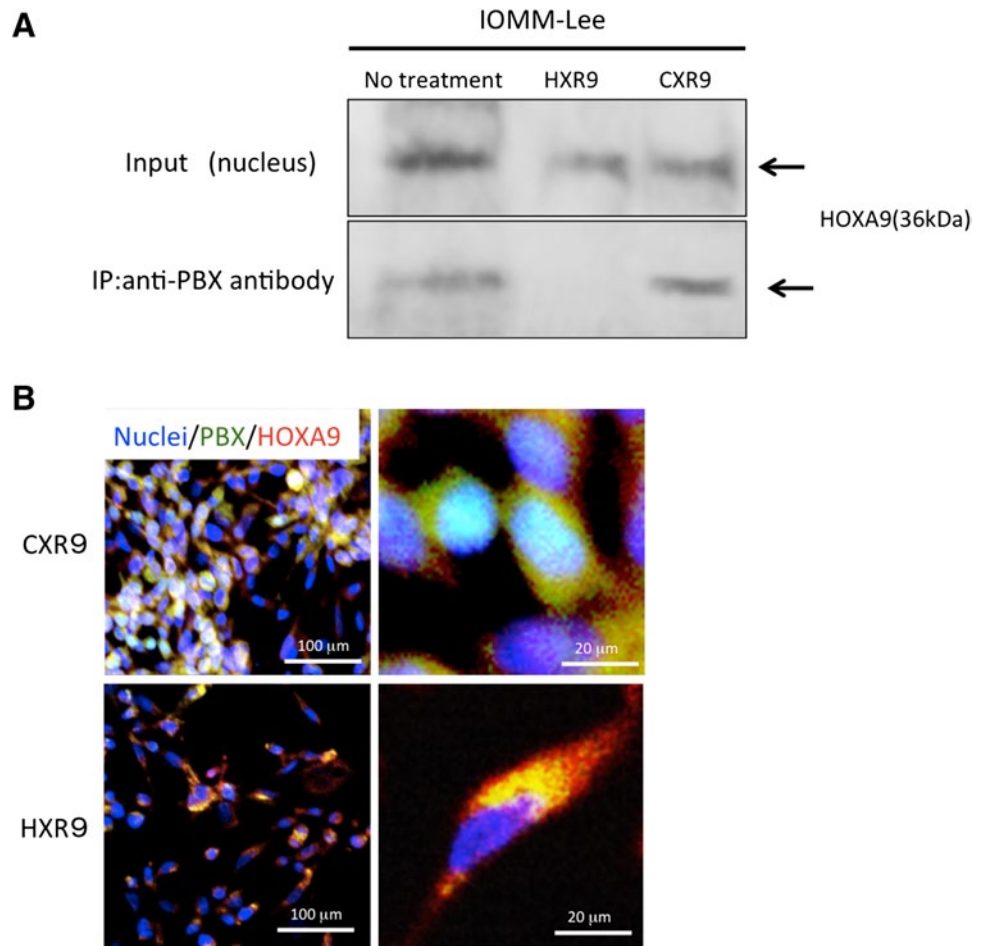 A
IOMM-Lee
No treatment HXR9 CXR9
Input (nucleus)
HOXA9(36kDa)
IP:anti-PBX antibody
B
Nuclei/PBX/HOXA9
CXR9
100 μm
20 μm
HXR9
100 μm
20 μm